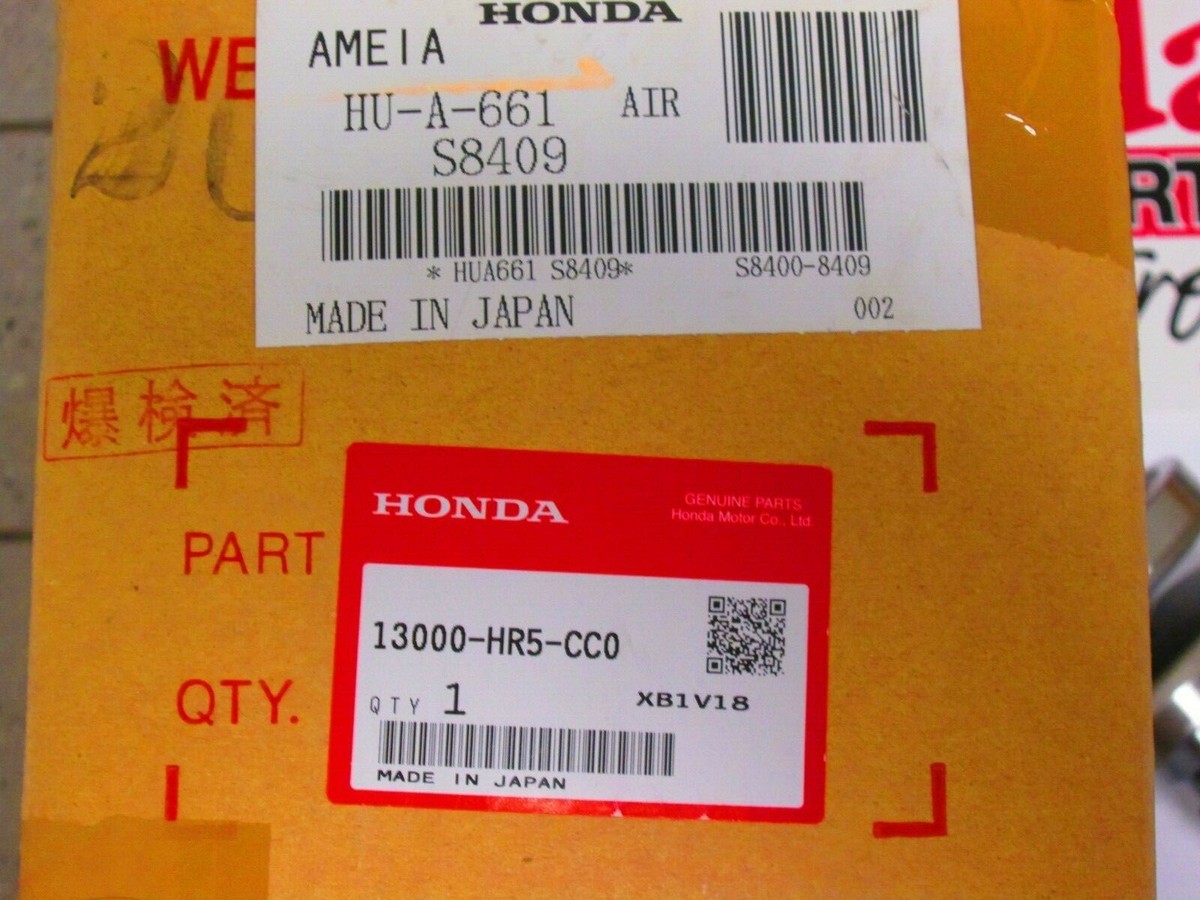 HONDA
AMEIA
WE
HU-A-661 AIR
S8409
* HUA661 S8409* S8400-8409
MADE IN JAPAN 002
爆検済
HONDA
GENUINE PARTS
Honda Motor Co., Ltd.
PART
13000-HR5-CC0
QTY.
QTY 1 XB1V18
MADE IN JAPAN